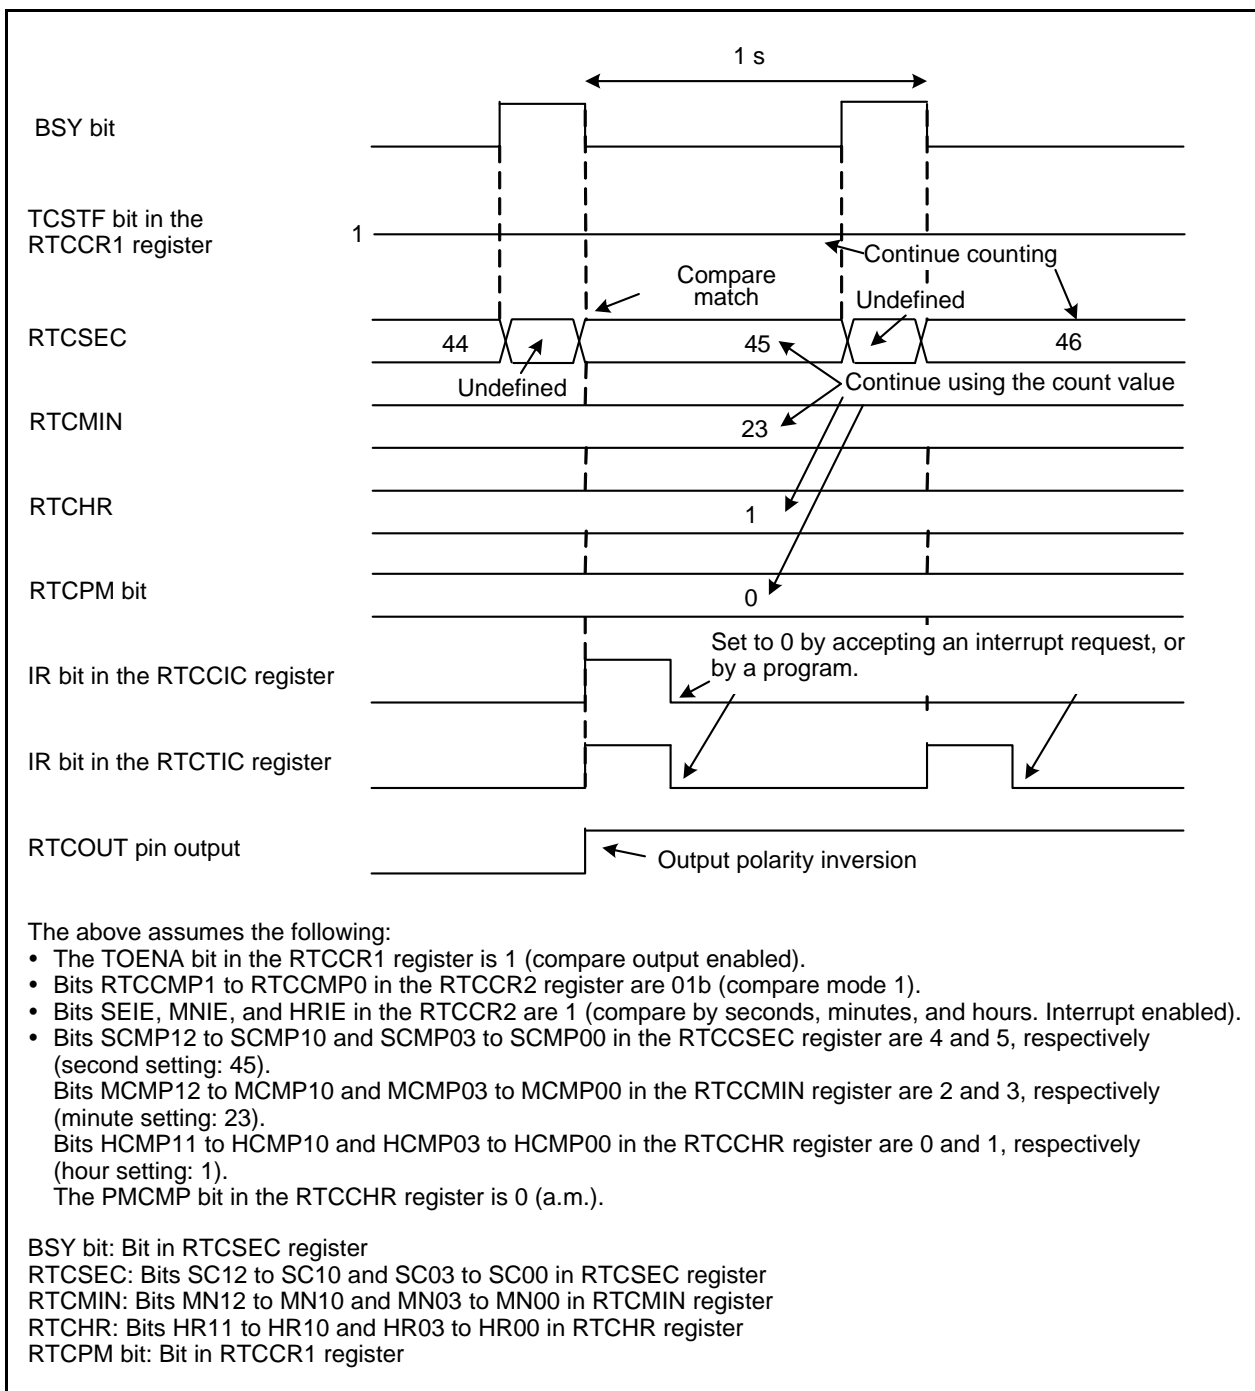 1 s
BSY bit
TCSTF bit in the
RTCCR1 register
1
Continue counting
Compare
match
Undefined
RTCSEC
44
45
46
Undefined
Continue using the count value
RTCMIN
23
RTCHR
1
RTCPM bit
0
Set to 0 by accepting an interrupt request, or
by a program.
IR bit in the RTCCIC register
IR bit in the RTCTIC register
RTCOUT pin output
Output polarity inversion
The above assumes the following:
• The TOENA bit in the RTCCR1 register is 1 (compare output enabled).
• Bits RTCCMP1 to RTCCMP0 in the RTCCR2 register are 01b (compare mode 1).
• Bits SEIE, MNIE, and HRIE in the RTCCR2 are 1 (compare by seconds, minutes, and hours. Interrupt enabled).
• Bits SCMP12 to SCMP10 and SCMP03 to SCMP00 in the RTCCSEC register are 4 and 5, respectively
(second setting: 45).
Bits MCMP12 to MCMP10 and MCMP03 to MCMP00 in the RTCCMIN register are 2 and 3, respectively
(minute setting: 23).
Bits HCMP11 to HCMP10 and HCMP03 to HCMP00 in the RTCCHR register are 0 and 1, respectively
(hour setting: 1).
The PMCMP bit in the RTCCHR register is 0 (a.m.).
BSY bit: Bit in RTCSEC register
RTCSEC: Bits SC12 to SC10 and SC03 to SC00 in RTCSEC register
RTCMIN: Bits MN12 to MN10 and MN03 to MN00 in RTCMIN register
RTCHR: Bits HR11 to HR10 and HR03 to HR00 in RTCHR register
RTCPM bit: Bit in RTCCR1 register